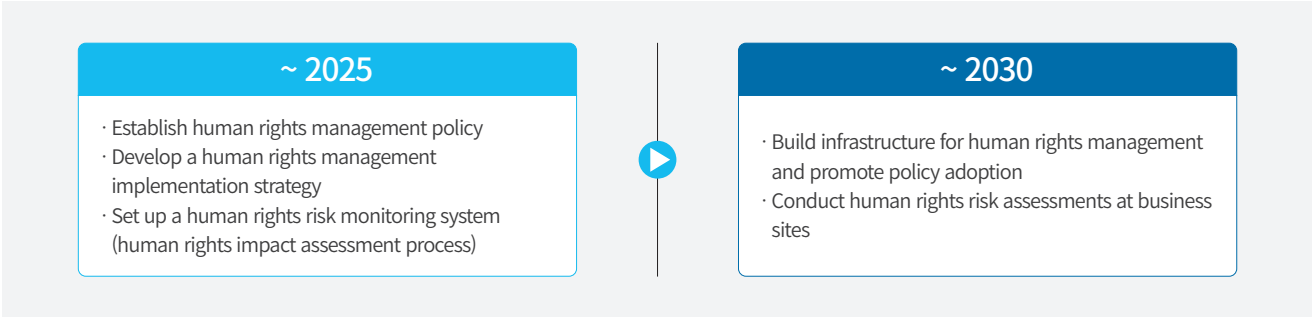 ~ 2025
· Establish human rights management policy
· Develop a human rights management
implementation strategy
· Set up a human rights risk monitoring system
(human rights impact assessment process)
~ 2030
· Build infrastructure for human rights management
and promote policy adoption
· Conduct human rights risk assessments at business
sites